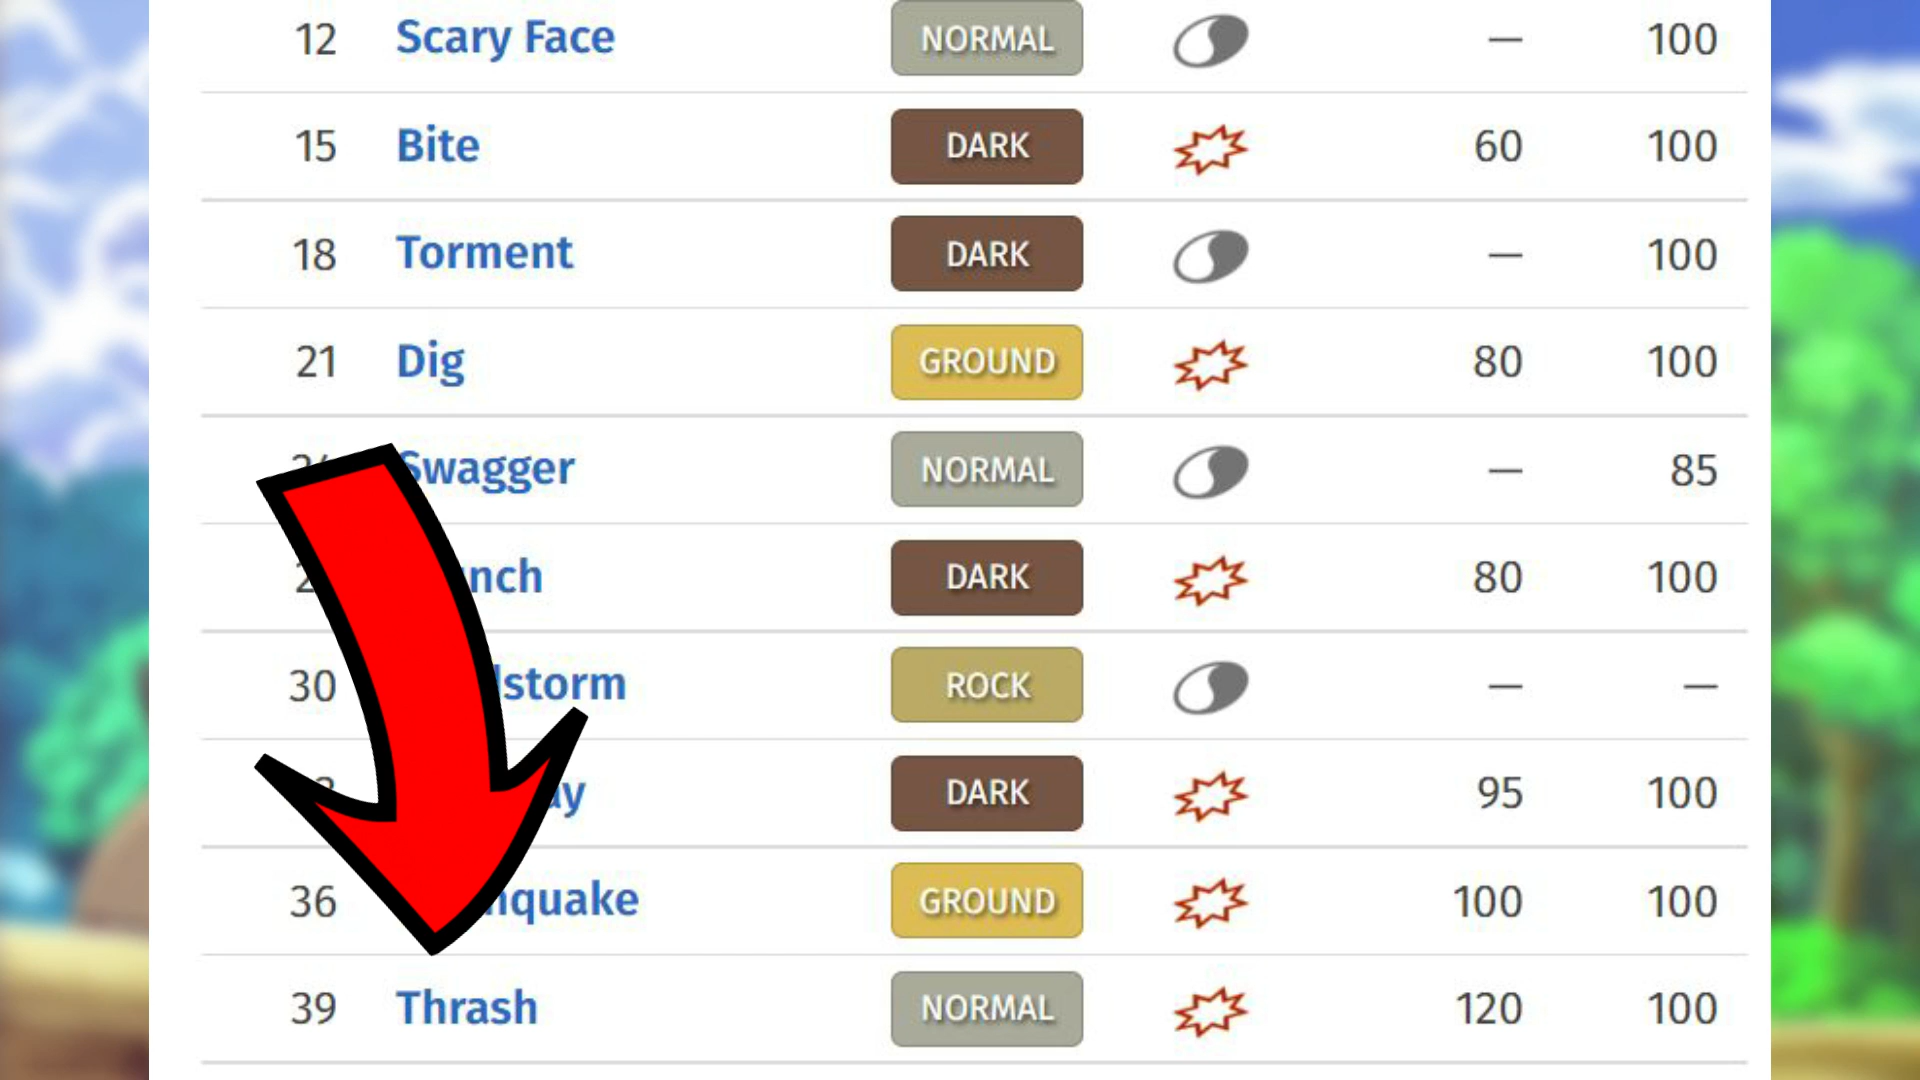 12 Scary Face NORMAL — 100
15 Bite DARK 60 100
18 Torment DARK — 100
21 Dig GROUND 80 100
Swagger NORMAL — 85
nch DARK 80 100
30 storm ROCK — —
ay DARK 95 100
36 quake GROUND 100 100
39 Thrash NORMAL 120 100